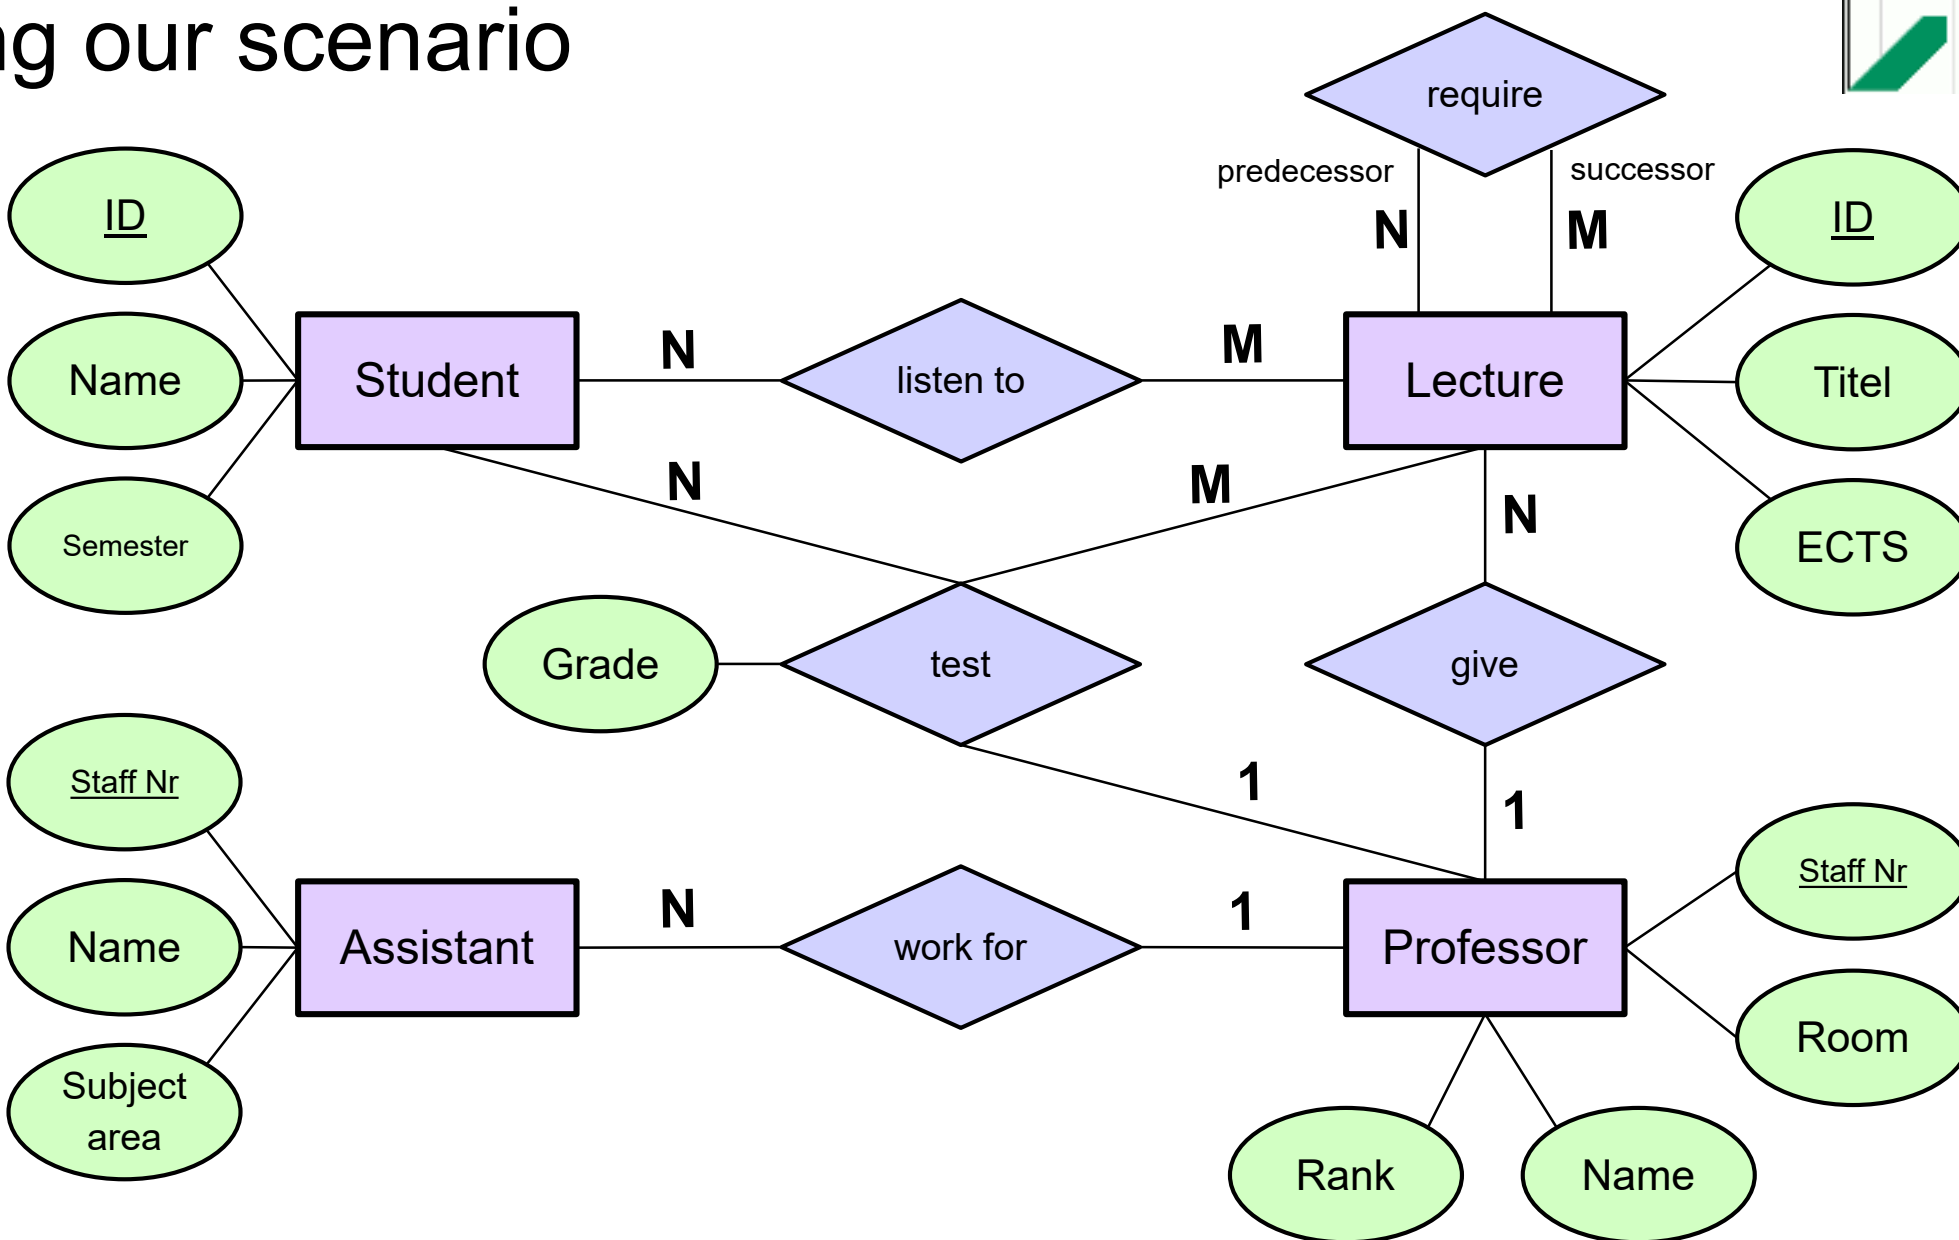 ng our scenario
require
predecessor
successor
N
M
ID
ID
Name
Student
N
listen to
M
Lecture
Titel
Semester
N
M
N
ECTS
Grade
test
give
Staff Nr
1
1
Staff Nr
Name
Assistant
N
work for
1
Professor
Room
Subject
area
Rank
Name